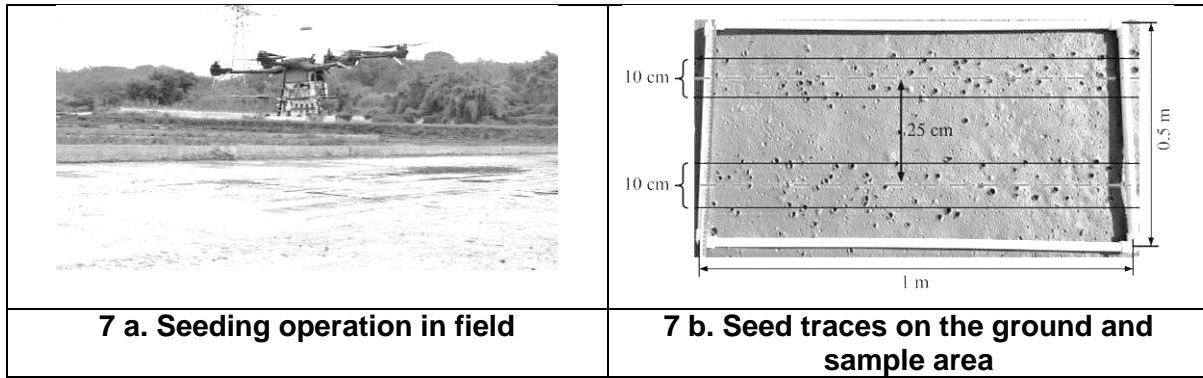 10 cm
25 cm
10 cm
0.5 m
1 m
7 a. Seeding operation in field
7 b. Seed traces on the ground and
sample area